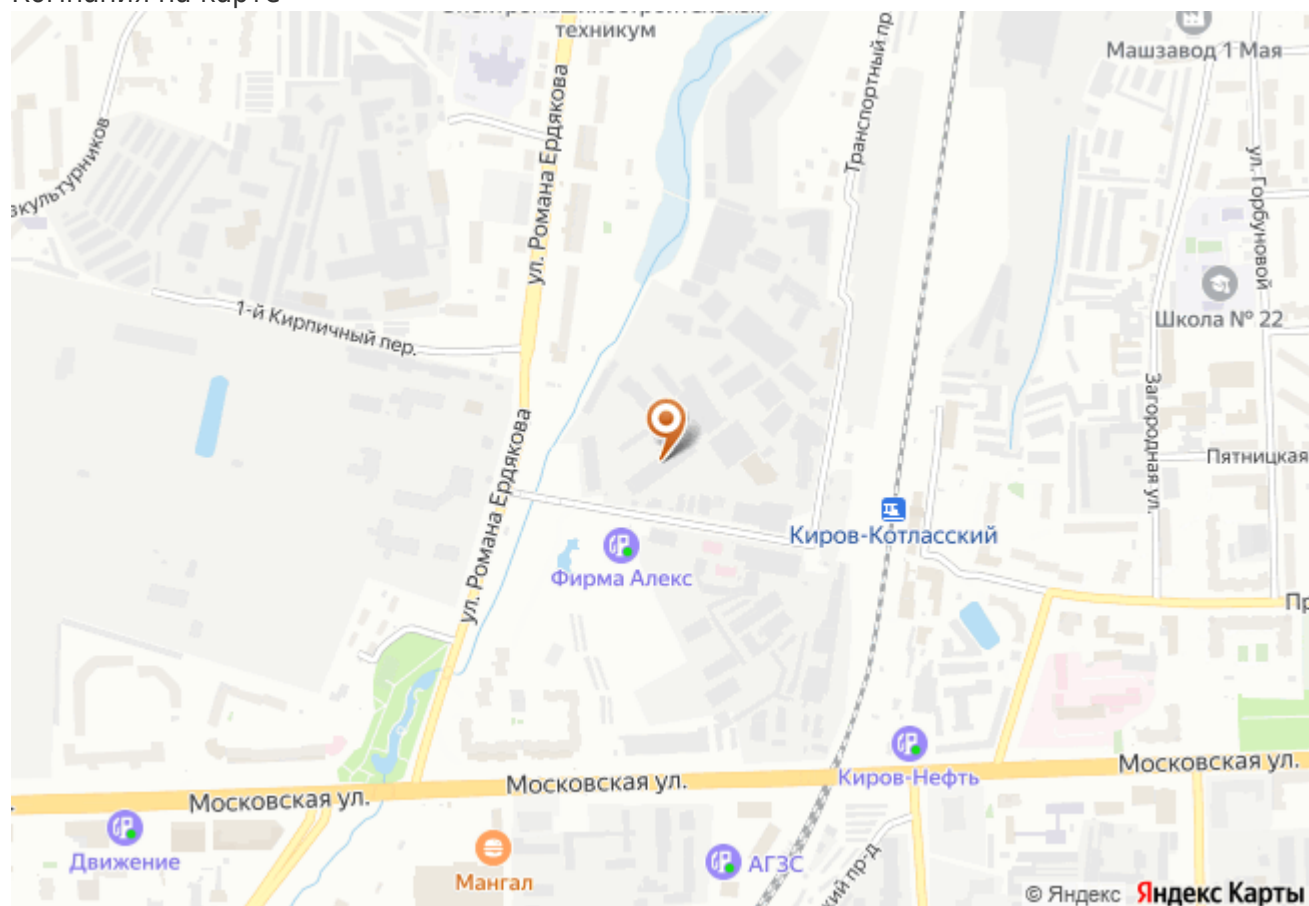 техникум
Машзавод 1 Мая
Транспортный пр
ул. Романа Ердякова
ул. Горбуновой
1-й Кирпичный пер.
Школа № 22
Загородная ул.
ул. Романа Ердякова
Пятницкая
Киров-Котласский
Фирма Алекс
Московская ул.
Киров-Нефть
Московская ул.
Московская ул.
Движение
Мангал
АГЗС
кий пр-д
© Яндекс Яндекс Карты